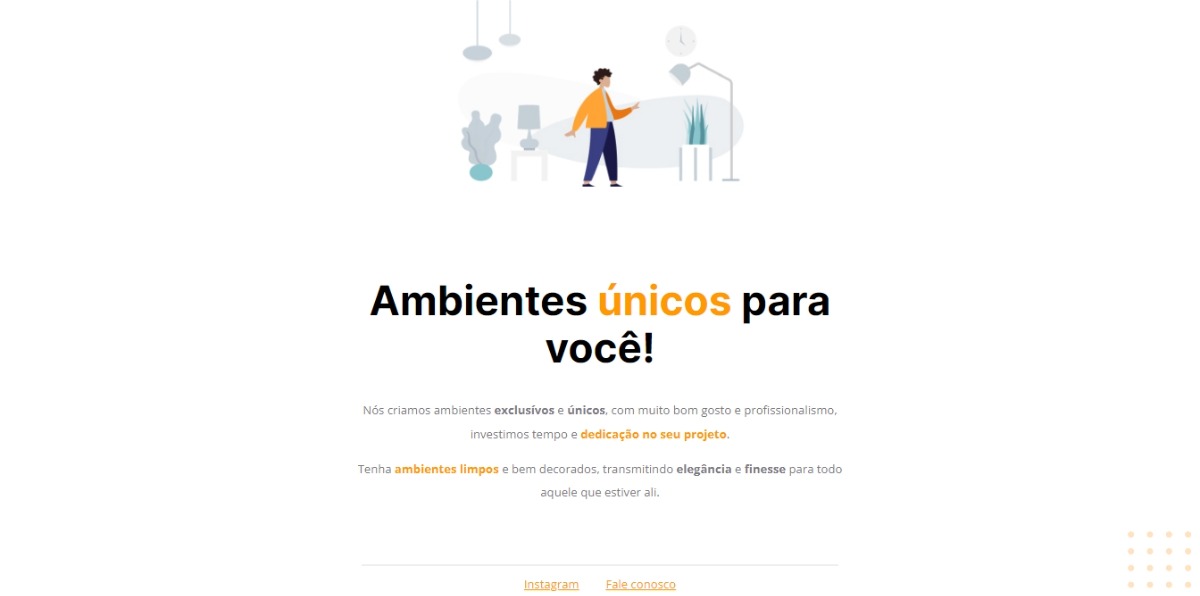 Ambientes únicos para
você!
Nós criamos ambientes exclusívos e únicos, com muito bom gosto e profissionalismo,
investimos tempo e dedicação no seu projeto.
Tenha ambientes limpos e bem decorados, transmitindo elegância e finesse para todo
aquele que estiver ali.
Instagram Fale conosco